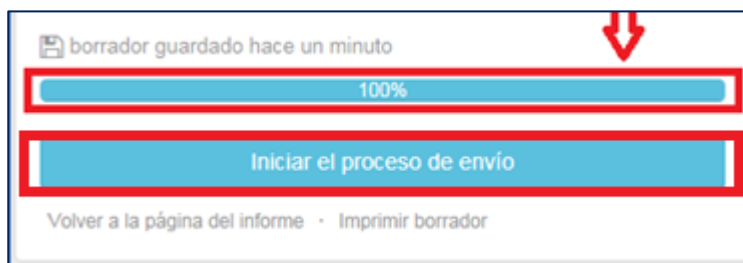 borrador guardado hace un minuto
100%
Iniciar el proceso de envío
Volver a la página del informe · Imprimir borrador